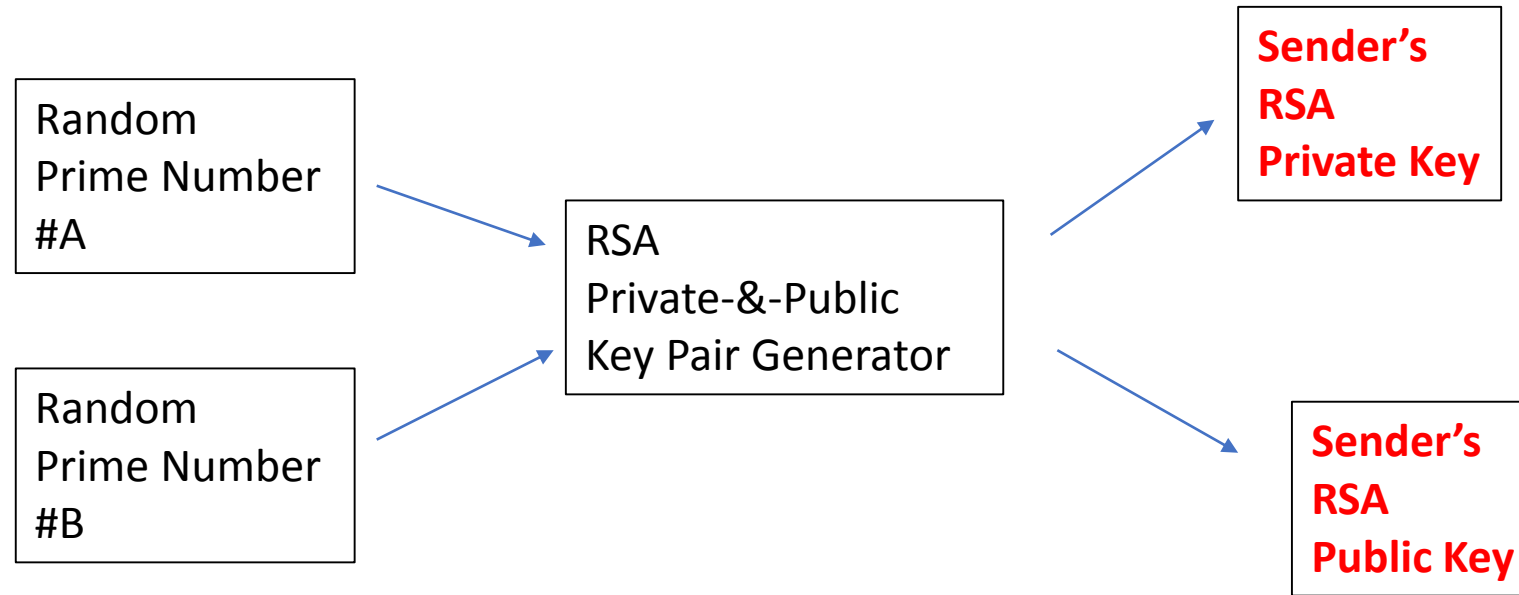 Random
Prime Number
#A
Random
Prime Number
#B
RSA
Private-&-Public
Key Pair Generator
Sender’s
RSA
Private Key
Sender’s
RSA
Public Key